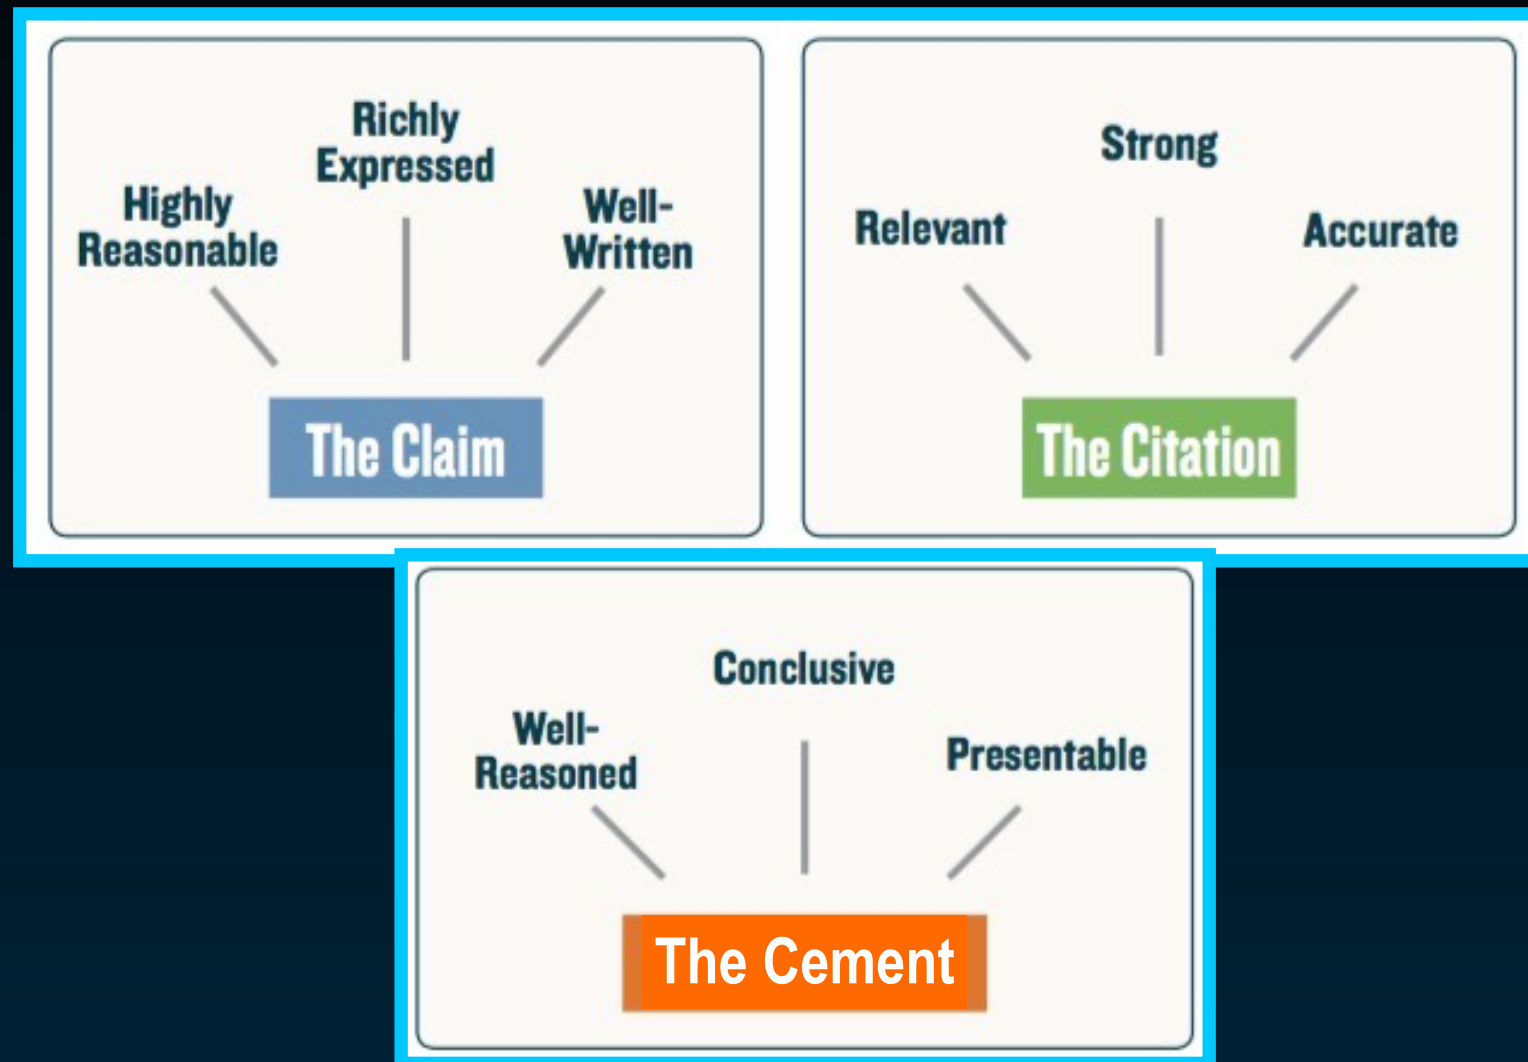 Richly
Expressed
Highly
Reasonable
Well-
Written
The Claim
Strong
Relevant
Accurate
The Citation
Conclusive
Well-
Reasoned
Presentable
The Cement